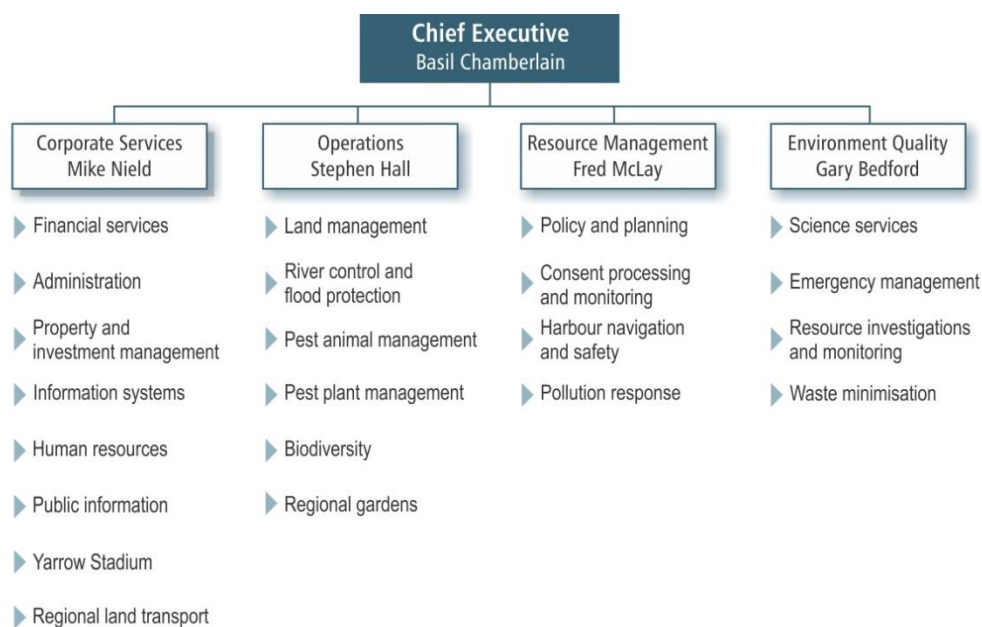 Chief Executive
Basil Chamberlain
Corporate Services
Mike Nield
Financial services
Administration
Property and
investment management
Information systems
Human resources
Public information
Yarrow Stadium
Regional land transport
Operations
Stephen Hall
Land management
River control and
flood protection
Pest animal management
Pest plant management
Biodiversity
Regional gardens
Resource Management
Fred McLay
Policy and planning
Consent processing
and monitoring
Harbour navigation
and safety
Pollution response
Environment Quality
Gary Bedford
Science services
Emergency management
Resource investigations
and monitoring
Waste minimisation